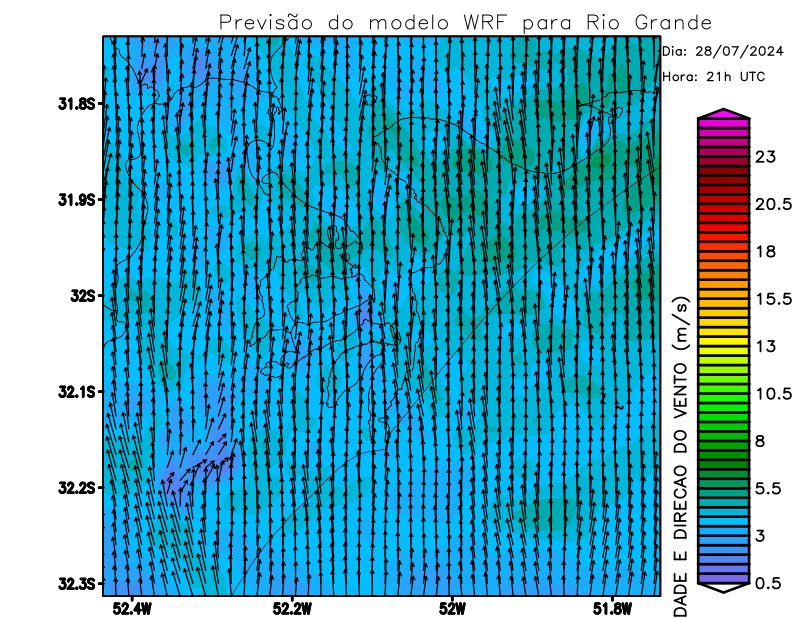 Previsão do modelo WRF para Rio Grande
Dia: 28/07/2024
Hora: 21h UTC
31.8S
31.9S
32S
32.1S
32.2S
32.3S
52.4W
52.2W
52W
51.8W
23
20.5
18
15.5
13
10.5
8
5.5
3
0.5
DADE E DIRECAO DO VENTO (m/s)